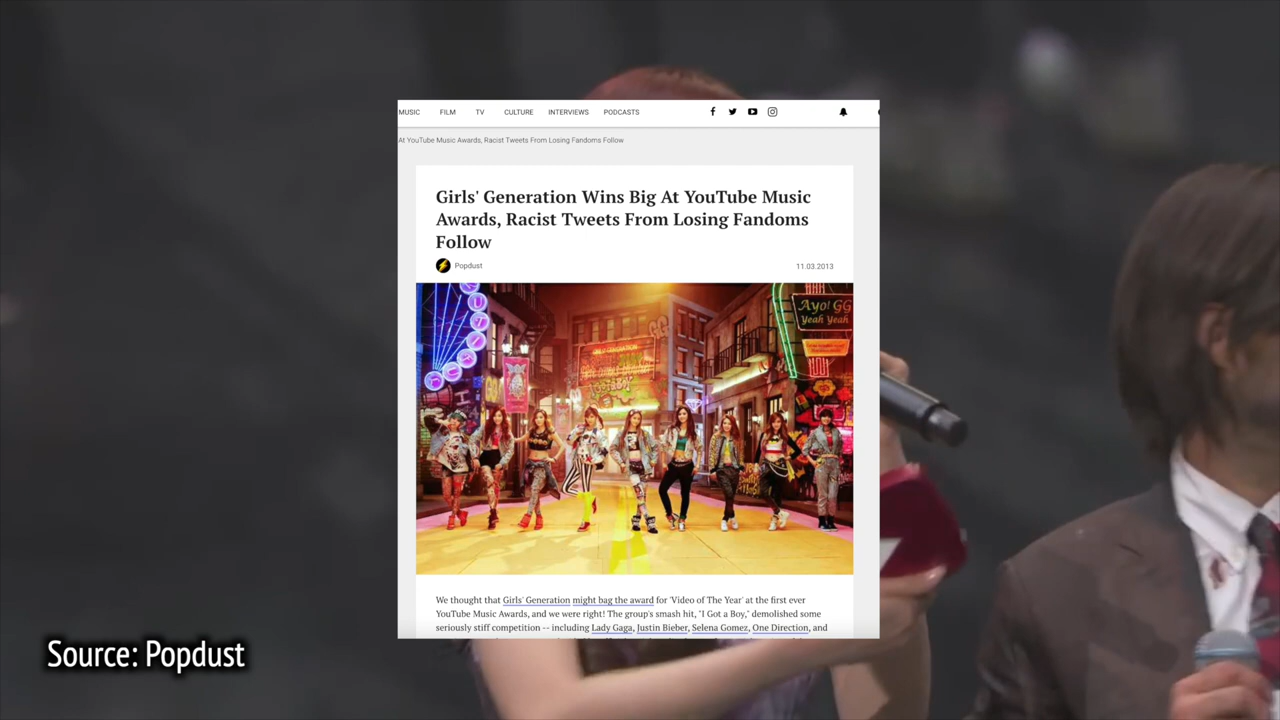 MUSIC FILM TV CULTURE INTERVIEWS PODCASTS
At YouTube Music Awards, Racist Tweets From Losing Fandoms Follow
Girls' Generation Wins Big At YouTube Music
Awards, Racist Tweets From Losing Fandoms
Follow
Popdust 11.03.2013
Ayo! GG
Yeah Yeah
GIRLS' GENERATION
We thought that Girls' Generation might bag the award for 'Video of The Year' at the first ever
YouTube Music Awards, and we were right! The group's smash hit, "I Got a Boy," demolished some
seriously stiff competition -- including Lady Gaga, Justin Bieber, Selena Gomez, One Direction, and
Source: Popdust